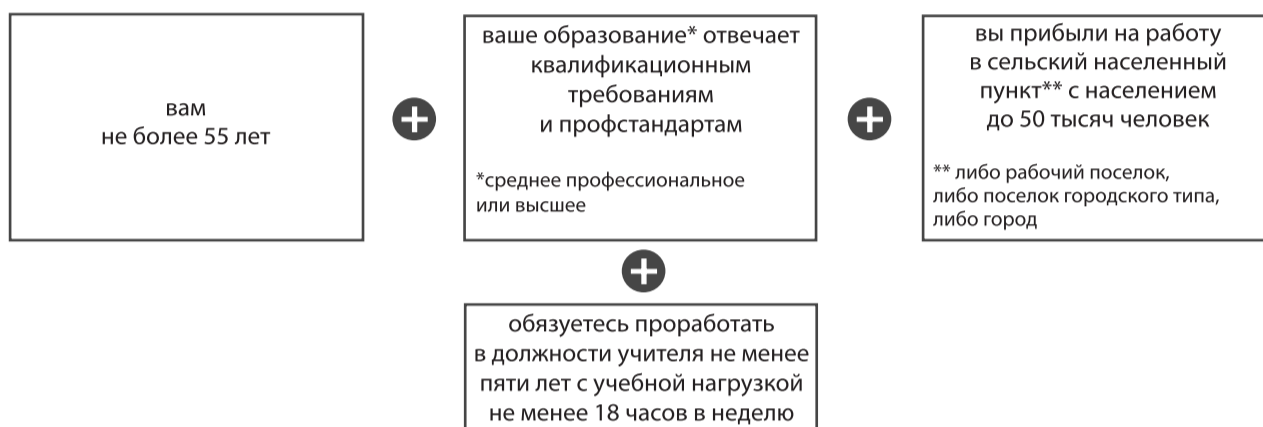 вам
не более 55 лет
ваше образование* отвечает
квалификационным
требованиям
и профстандартам
*среднее профессиональное
или высшее
вы прибыли на работу
в сельский населенный
пункт** с населением
до 50 тысяч человек
** либо рабочий поселок,
либо поселок городского типа,
либо город
обязуетесь проработать
в должности учителя не менее
пяти лет с учебной нагрузкой
не менее 18 часов в неделю